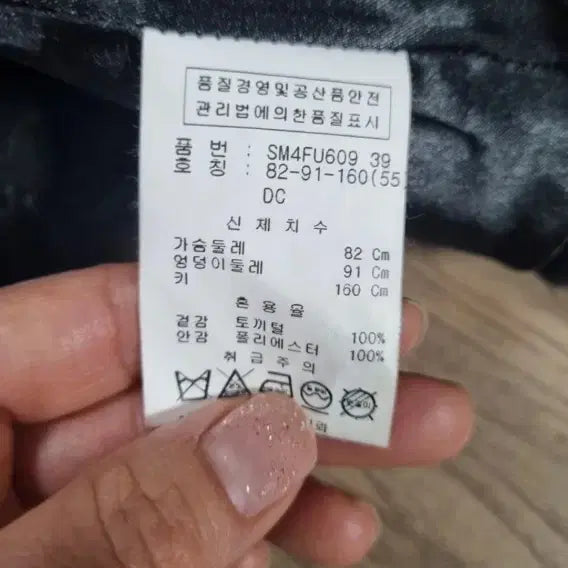 품질경영및공산품안전
관리법에의한품질표시
품 번 : SM4FU609 39
호 칭 : 82-91-160(55)
DC
신 체 치 수
가슴둘레 82 Cm
엉덩이둘레 91 Cm
키 160 Cm
혼 용 율
겉감 토끼털 100%
안감 폴리에스터 100%
취 급 주 의